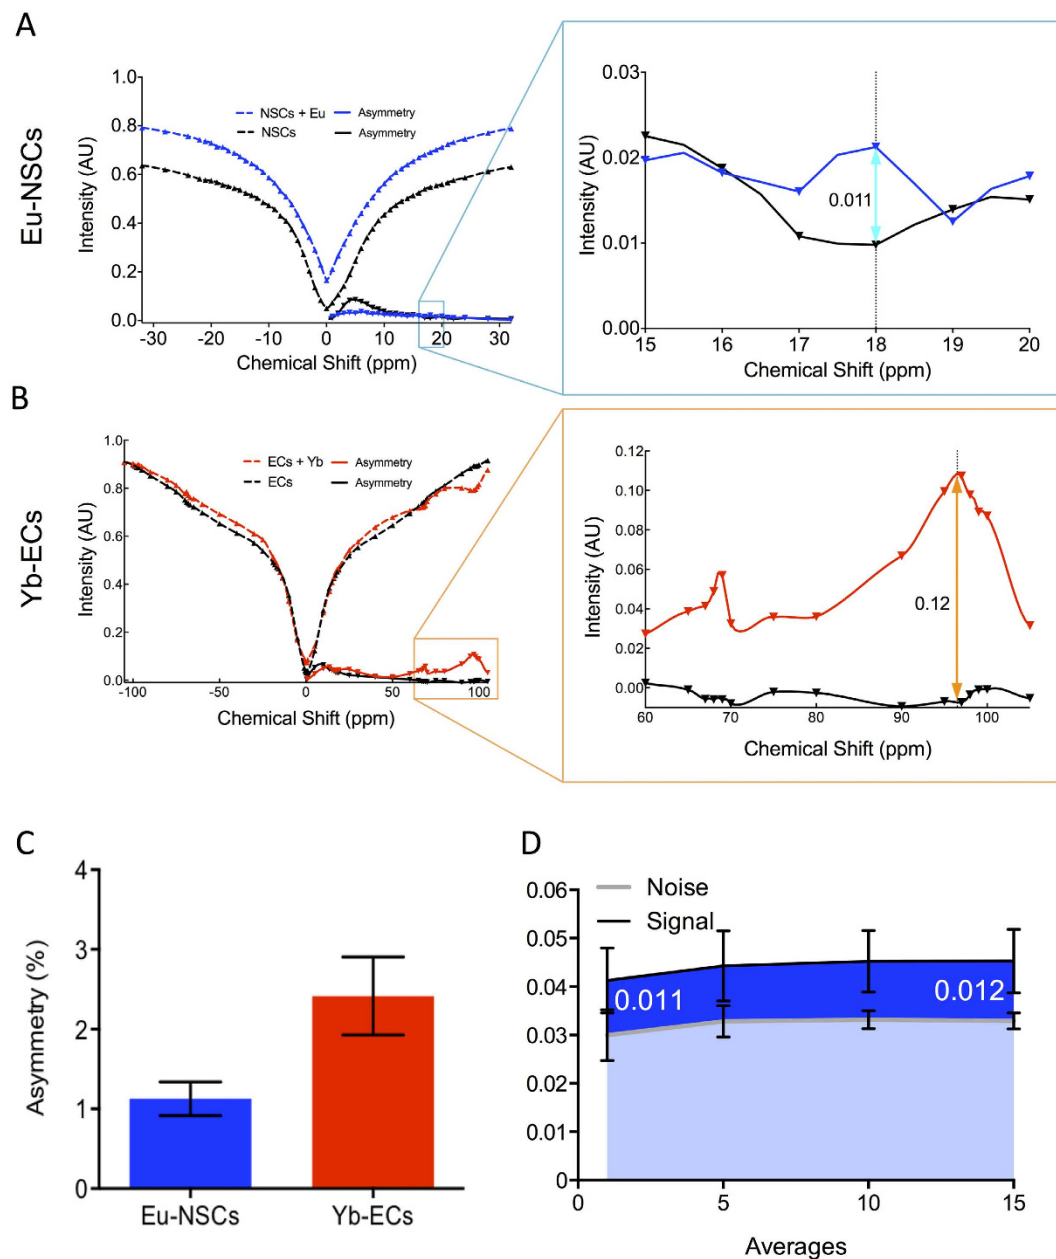 A
Eu-NSCs
Intensity (AU)
1.0
0.8
0.6
0.4
0.2
0.0
NSCs + Eu
Asymmetry
NSCs
Asymmetry
-30 -20 -10 0 10 20 30
Chemical Shift (ppm)
Intensity (AU)
0.03
0.02
0.01
0.00
0.011
15 16 17 18 19 20
Chemical Shift (ppm)
B
Yb-ECs
Intensity (AU)
1.0
0.8
0.6
0.4
0.2
0.0
ECs + Yb
Asymmetry
ECs
Asymmetry
-100 -50 0 50 100
Chemical Shift (ppm)
Intensity (AU)
0.12
0.10
0.08
0.06
0.04
0.02
0.00
0.12
60 70 80 90 100
Chemical Shift (ppm)
C
Asymmetry (%)
4
3
2
1
0
Eu-NSCs Yb-ECs
D
0.06
0.05
0.04
0.03
0.02
0.01
0
Noise
Signal
0.011
0.012
0 5 10 15
Averages